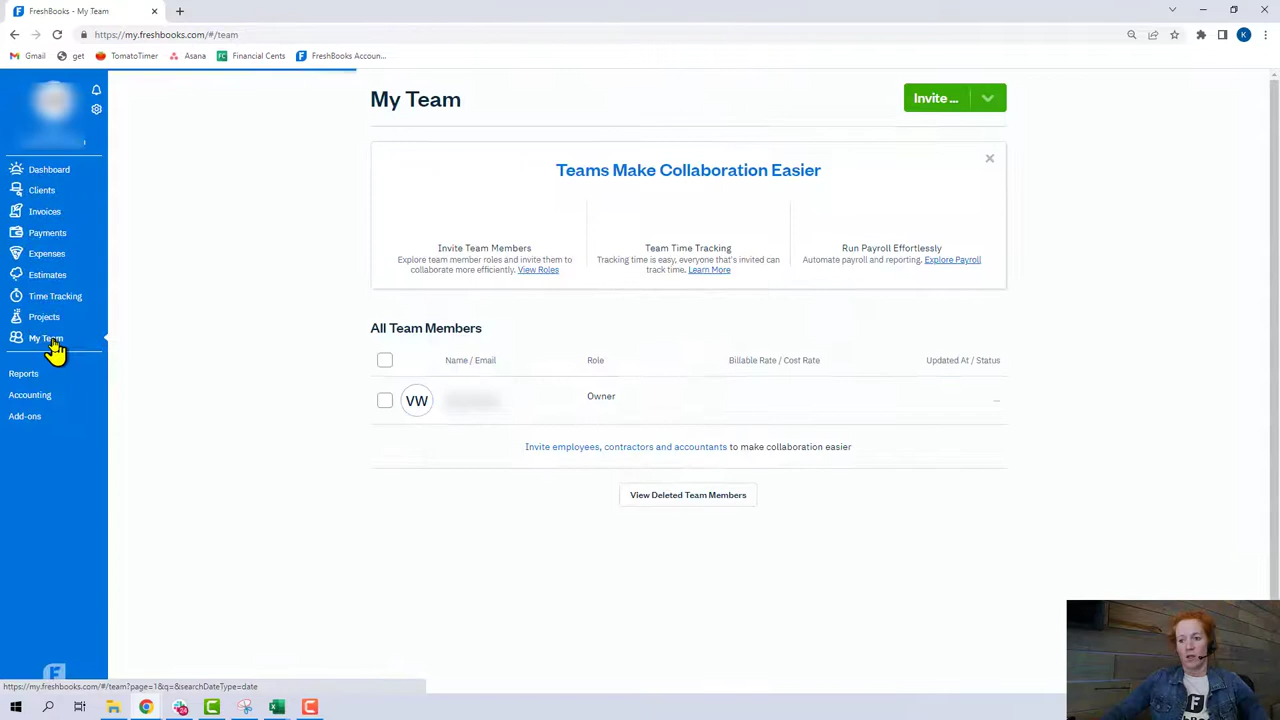 FreshBooks - My Team
https://my.freshbooks.com/#/team
K
Gmail
get
TomatoTimer
Asana
FC Financial Cents
FreshBooks Accoun...
Dashboard
Clients
Invoices
Payments
Expenses
Estimates
Time Tracking
Projects
My Team
Reports
Accounting
Add-ons
My Team
Invite ...
Teams Make Collaboration Easier
Invite Team Members
Explore team member roles and invite them to
collaborate more efficiently. View Roles
Team Time Tracking
Tracking time is easy, everyone that's invited can
track time. Learn More
Run Payroll Effortlessly
Automate payroll and reporting. Explore Payroll
All Team Members
Name / Email
Role
Billable Rate / Cost Rate
Updated At / Status
VW
Owner
—
Invite employees, contractors and accountants to make collaboration easier
View Deleted Team Members
https://my.freshbooks.com/#/team?page=1&q=&searchDateType=date